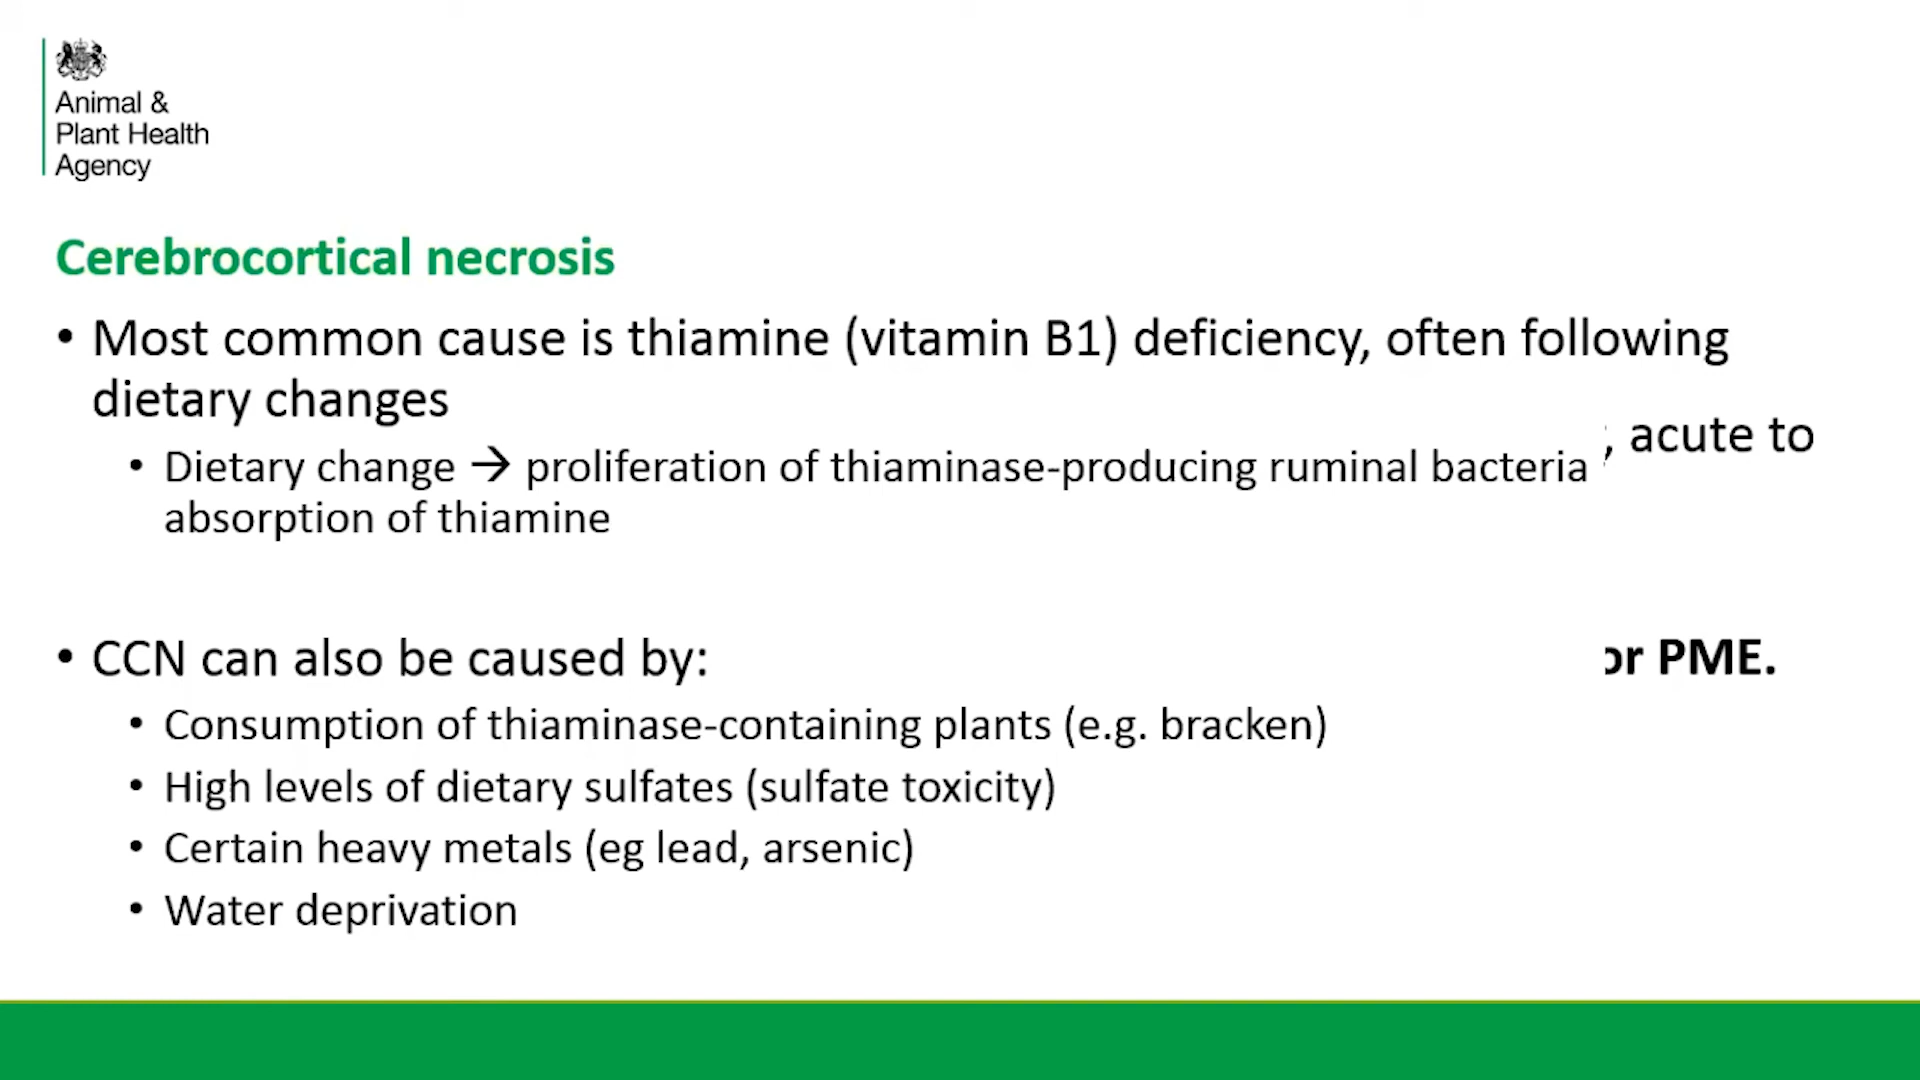 Animal &
Plant Health
Agency
Cerebrocortical necrosis
• Most common cause is thiamine (vitamin B1) deficiency, often following
dietary changes
, acute to
• Dietary change → proliferation of thiaminase-producing ruminal bacteria
absorption of thiamine
• CCN can also be caused by:
or PME.
• Consumption of thiaminase-containing plants (e.g. bracken)
• High levels of dietary sulfates (sulfate toxicity)
• Certain heavy metals (eg lead, arsenic)
• Water deprivation